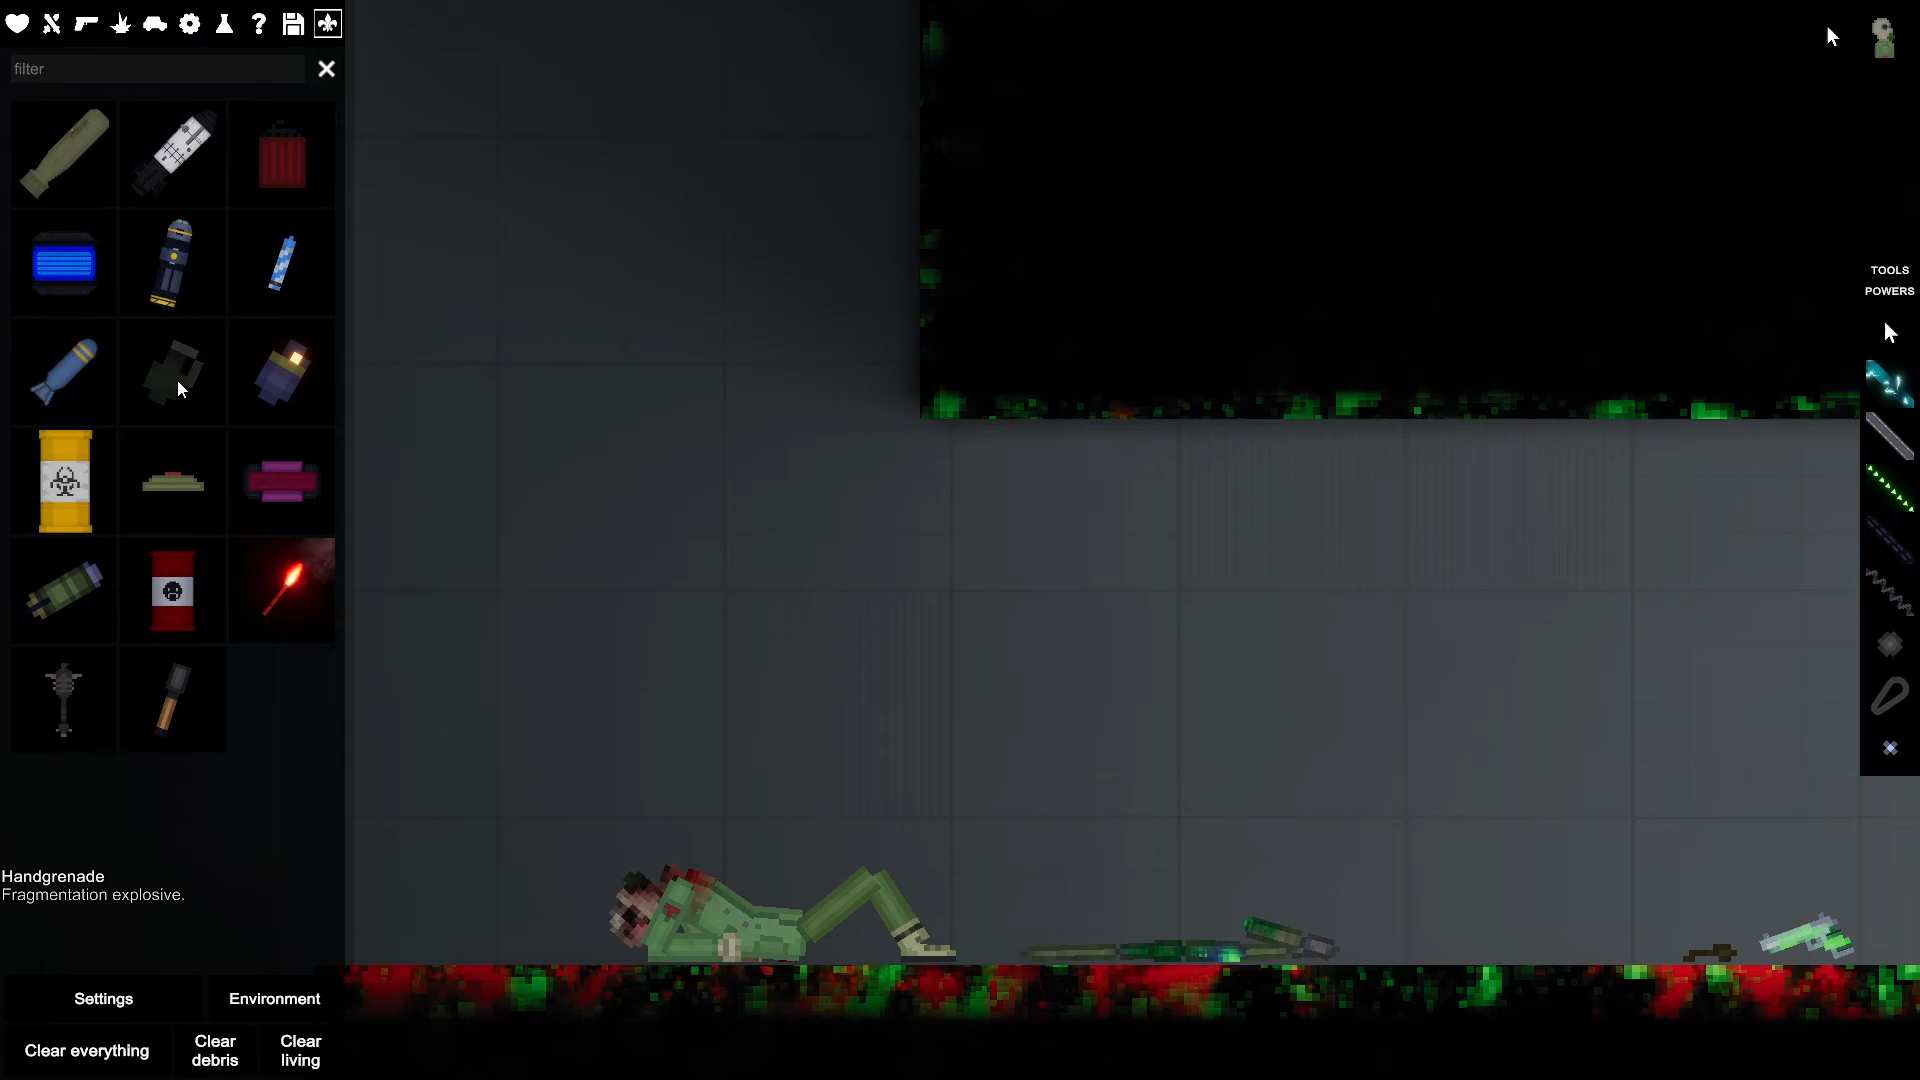 filter
TOOLS
POWERS
Handgrenade
Fragmentation explosive.
Settings
Environment
Clear everything
Clear
debris
Clear
living